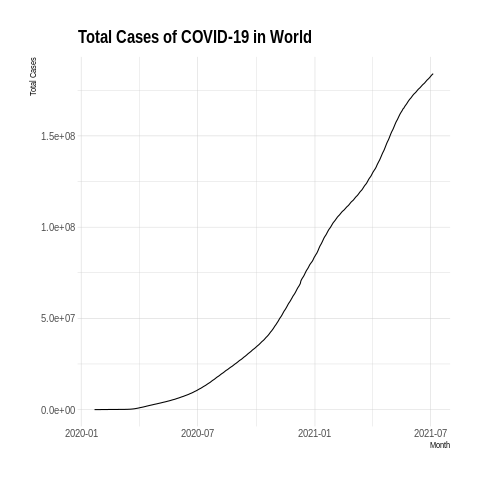 Total Cases of COVID-19 in World
Total Cases
1.5e+08
1.0e+08
5.0e+07
0.0e+00
2020-01 2020-07 2021-01 2021-07
Month